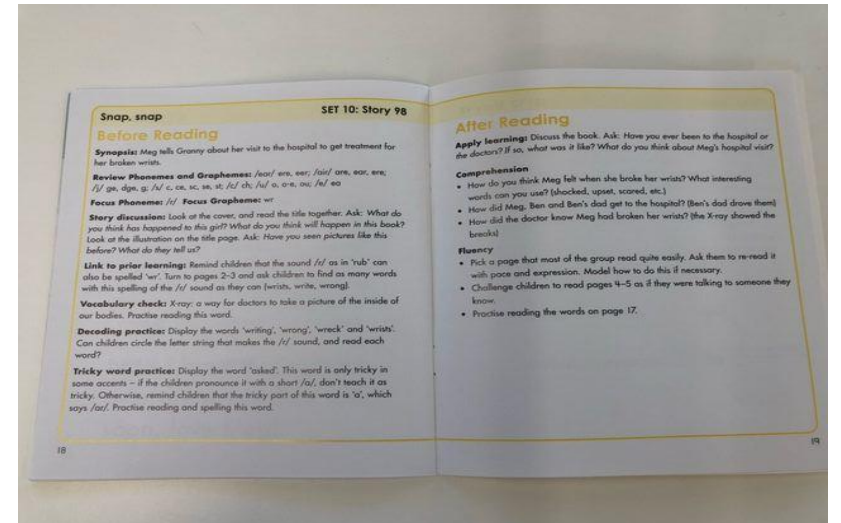 Snap, snap
SET 10: Story 98
Before Reading
Synopsis: Meg tells Granny about her visit to the hospital to get treatment for
her broken wrists.
Review Phonemes and Graphemes: /ear/ ere, eer; /air/ are, ear, ere;
/j/ ge, dge, g; /s/ c, ce, sc, se, st; /c/ ch; /u/ o, o-e, ou; /e/ ea
Focus Phoneme: /r/ Focus Grapheme: wr
Story discussion: Look at the cover, and read the title together. Ask: What do
you think has happened to this girl? What do you think will happen in this book?
Look at the illustration on the title page. Ask: Have you seen pictures like this
before? What do they tell us?
Link to prior learning: Remind children that the sound /r/ as in 'rub' can
also be spelled 'wr'. Turn to pages 2–3 and ask children to find as many words
with this spelling of the /r/ sound as they can (wrists, write, wrong).
Vocabulary check: X-ray: a way for doctors to take a picture of the inside of
our bodies. Practise reading this word.
Decoding practice: Display the words 'writing', 'wrong', 'wreck' and 'wrists'.
Can children circle the letter string that makes the /r/ sound, and read each
word?
Tricky word practice: Display the word 'asked'. This word is only tricky in
some accents – if the children pronounce it with a short /a/, don't teach it as
tricky. Otherwise, remind children that the tricky part of this word is 'a', which
says /ar/. Practise reading and spelling this word.
18
After Reading
Apply learning: Discuss the book. Ask: Have you ever been to the hospital or
the doctors? If so, what was it like? What do you think about Meg's hospital visit?
Comprehension
• How do you think Meg felt when she broke her wrists? What interesting
words can you use? (shocked, upset, scared, etc.)
• How did Meg, Ben and Ben's dad get to the hospital? (Ben's dad drove them)
• How did the doctor know Meg had broken her wrists? (the X-ray showed the
breaks)
Fluency
• Pick a page that most of the group read quite easily. Ask them to re-read it
with pace and expression. Model how to do this if necessary.
• Challenge children to read pages 4–5 as if they were talking to someone they
know.
• Practise reading the words on page 17.
19